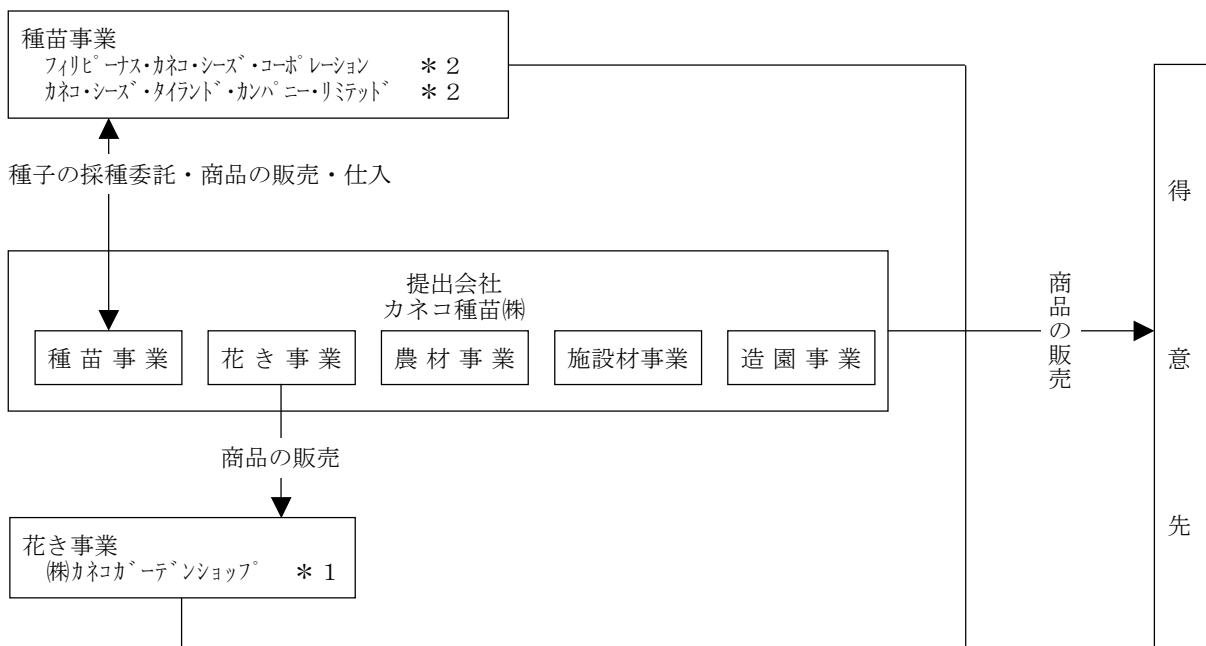 種苗事業
フィリピーナス・カネコ・シーズ・コーポレーション ＊2
カネコ・シーズ・タイランド・カンパニー・リミテッド ＊2
種子の採種委託・商品の販売・仕入
提出会社
カネコ種苗㈱
種苗事業
花き事業
農材事業
施設材事業
造園事業
商品の販売
花き事業
㈱カネコガーデンショップ ＊1
商品の販売
得意先